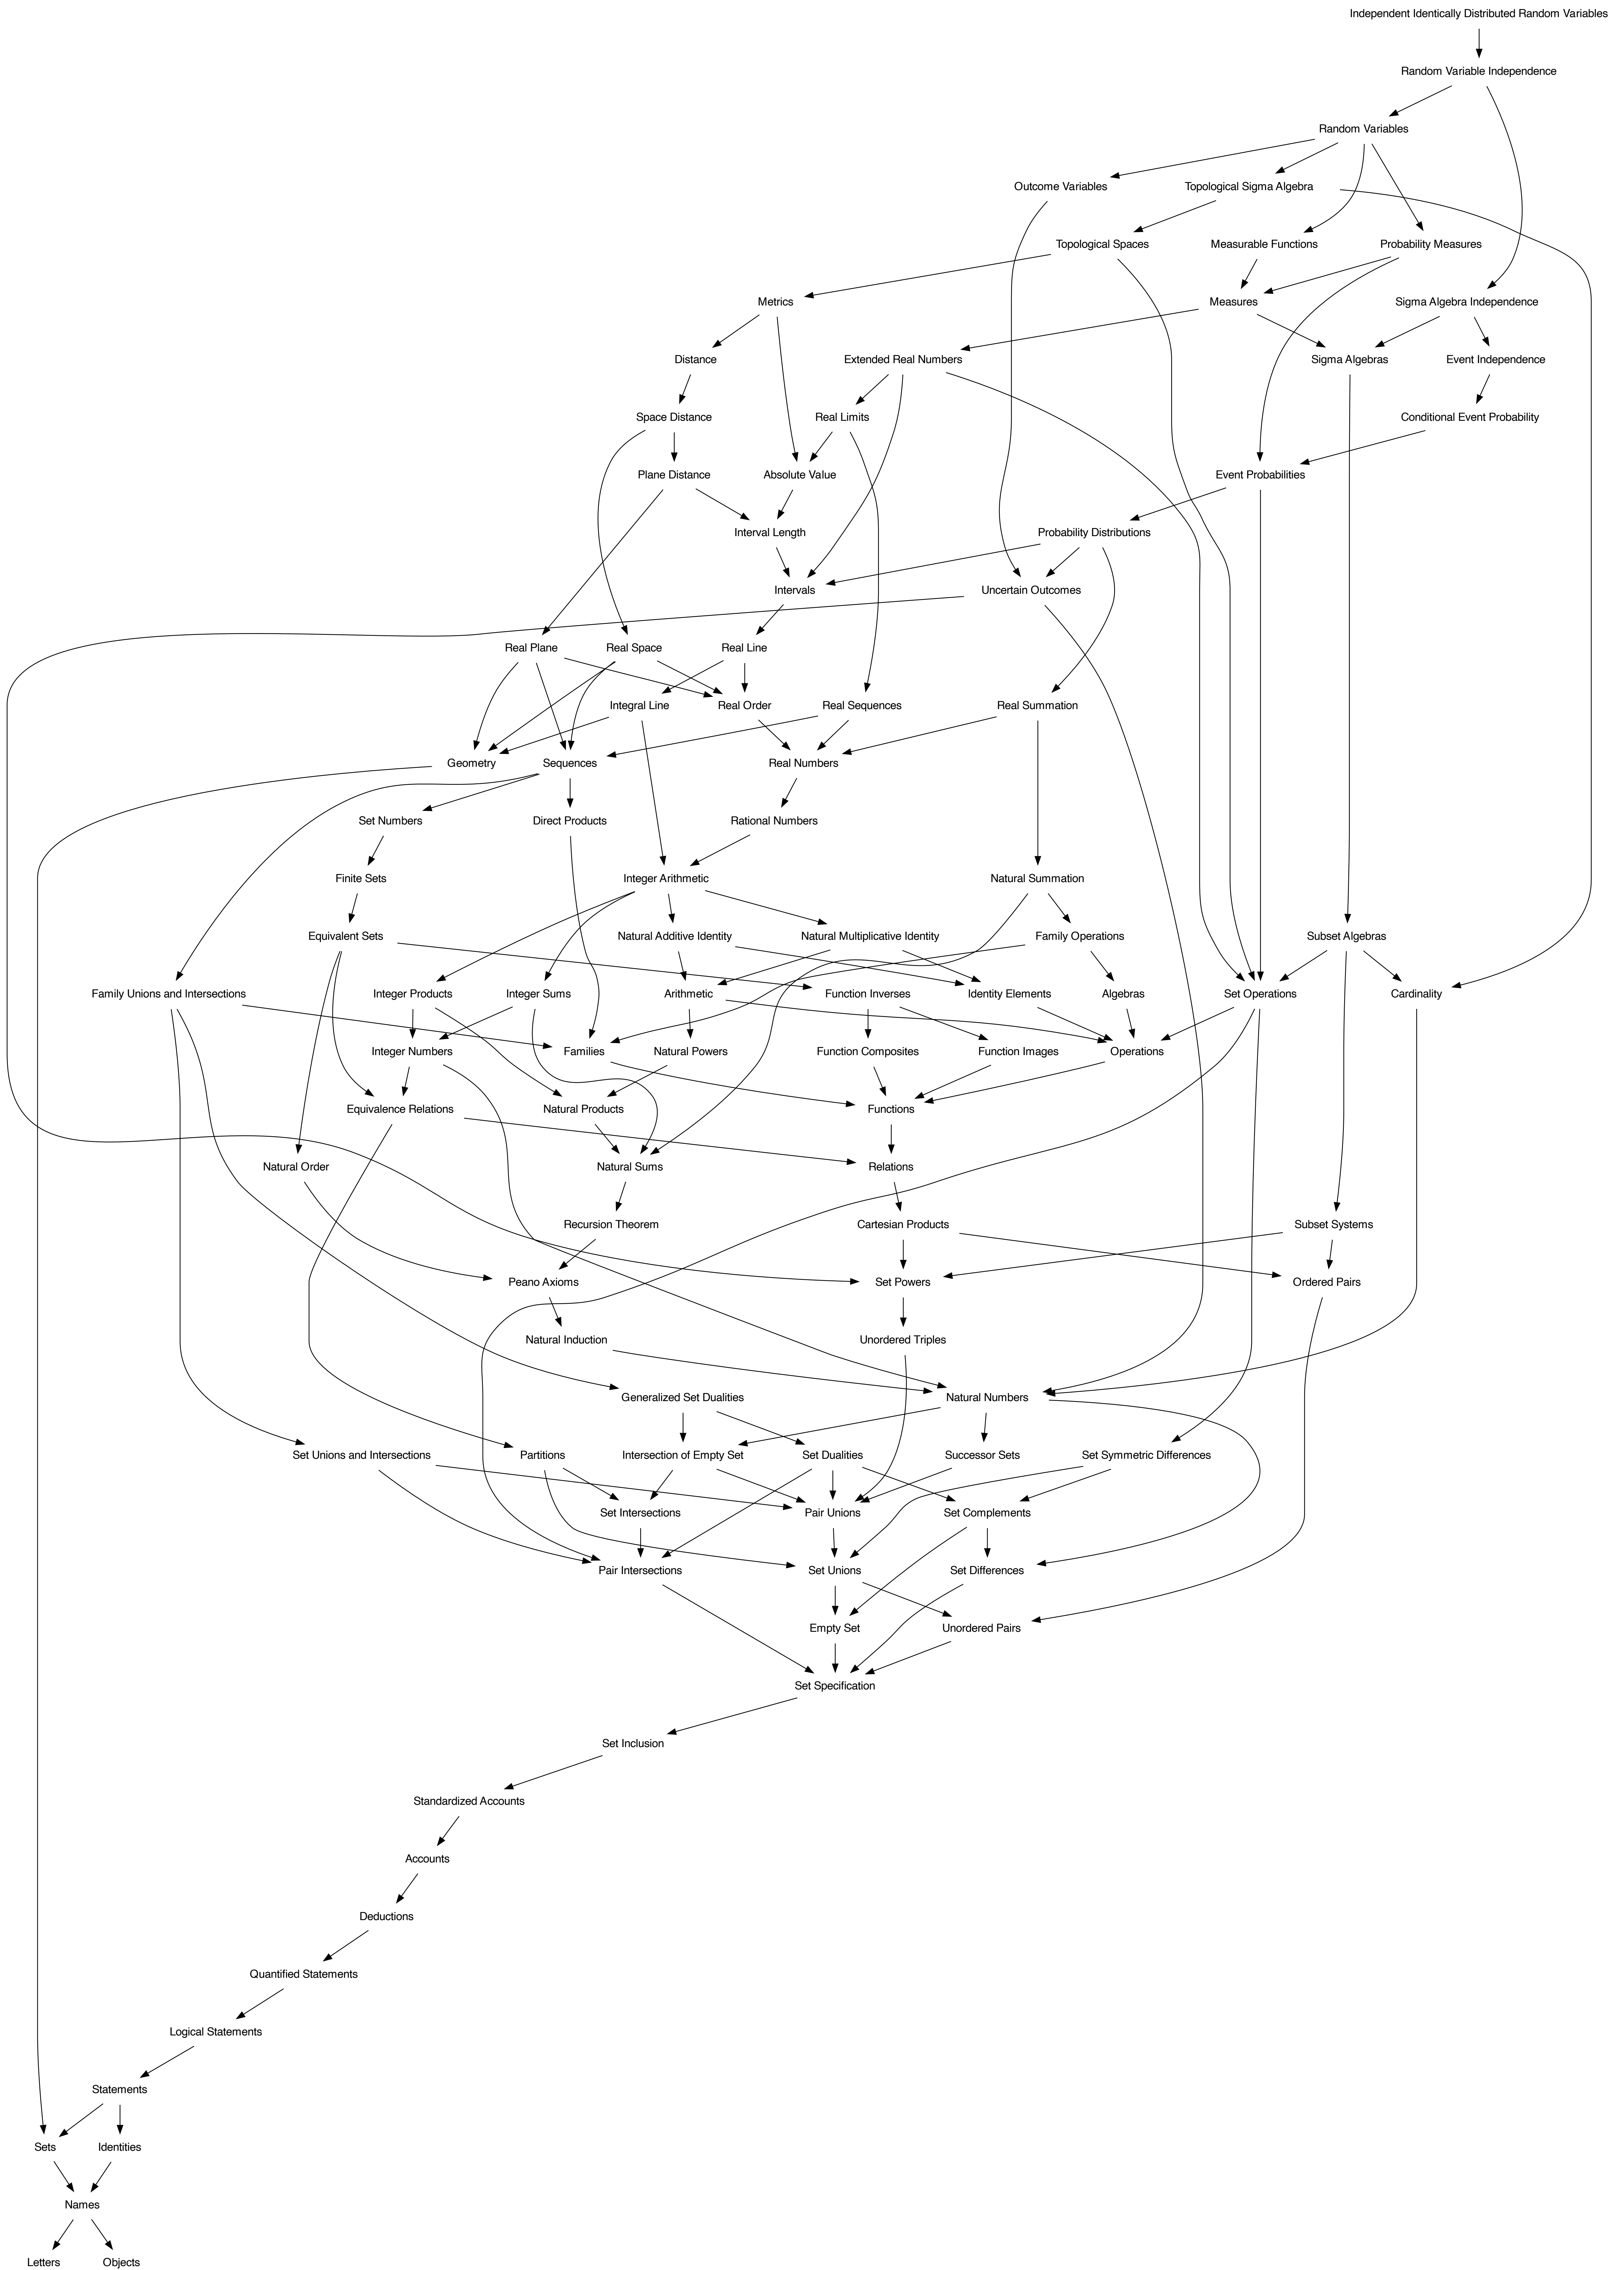 Independent Identically Distributed Random Variables
Random Variable Independence
Random Variables
Outcome Variables
Topological Sigma Algebra
Topological Spaces
Measurable Functions
Probability Measures
Metrics
Measures
Sigma Algebra Independence
Distance
Extended Real Numbers
Sigma Algebras
Event Independence
Space Distance
Real Limits
Conditional Event Probability
Plane Distance
Absolute Value
Event Probabilities
Interval Length
Probability Distributions
Intervals
Uncertain Outcomes
Real Plane
Real Space
Real Line
Integral Line
Real Order
Real Sequences
Real Summation
Geometry
Sequences
Real Numbers
Set Numbers
Direct Products
Rational Numbers
Finite Sets
Integer Arithmetic
Natural Summation
Equivalent Sets
Natural Additive Identity
Natural Multiplicative Identity
Family Operations
Subset Algebras
Family Unions and Intersections
Integer Products
Integer Sums
Arithmetic
Function Inverses
Identity Elements
Algebras
Set Operations
Cardinality
Integer Numbers
Families
Natural Powers
Function Composites
Function Images
Operations
Equivalence Relations
Natural Products
Functions
Natural Order
Natural Sums
Relations
Recursion Theorem
Cartesian Products
Subset Systems
Peano Axioms
Set Powers
Ordered Pairs
Natural Induction
Unordered Triples
Generalized Set Dualities
Natural Numbers
Set Unions and Intersections
Partitions
Intersection of Empty Set
Set Dualities
Successor Sets
Set Symmetric Differences
Set Intersections
Pair Unions
Set Complements
Pair Intersections
Set Unions
Set Differences
Empty Set
Unordered Pairs
Set Specification
Set Inclusion
Standardized Accounts
Accounts
Deductions
Quantified Statements
Logical Statements
Statements
Sets
Identities
Names
Letters
Objects